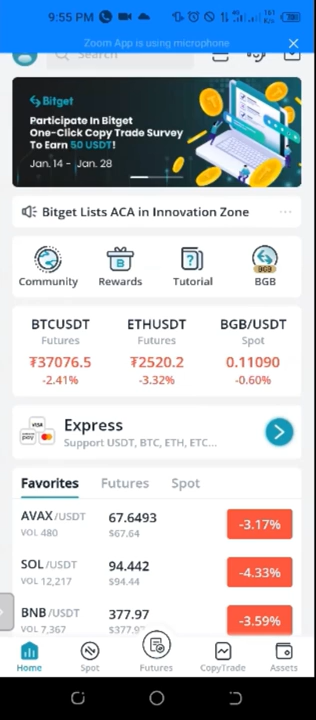 9:55 PM
Zoom App is using microphone
Search
Bitget
Participate In Bitget
One-Click Copy Trade Survey
To Earn 50 USDT!
Jan. 14 - Jan. 28
Bitget Lists ACA in Innovation Zone
Community Rewards Tutorial BGB
BTCUSDT ETHUSDT BGB/USDT
Futures Futures Spot
₮37076.5 ₮2520.2 0.11090
-2.41% -3.32% -0.60%
Express
Support USDT, BTC, ETH, ETC...
Favorites Futures Spot
AVAX/USDT 67.6493 -3.17%
VOL 480 $67.64
SOL/USDT 94.442 -4.33%
VOL 12,217 $94.44
BNB/USDT 377.97 -3.59%
VOL 7,367 $377.97
Home Spot Futures CopyTrade Assets